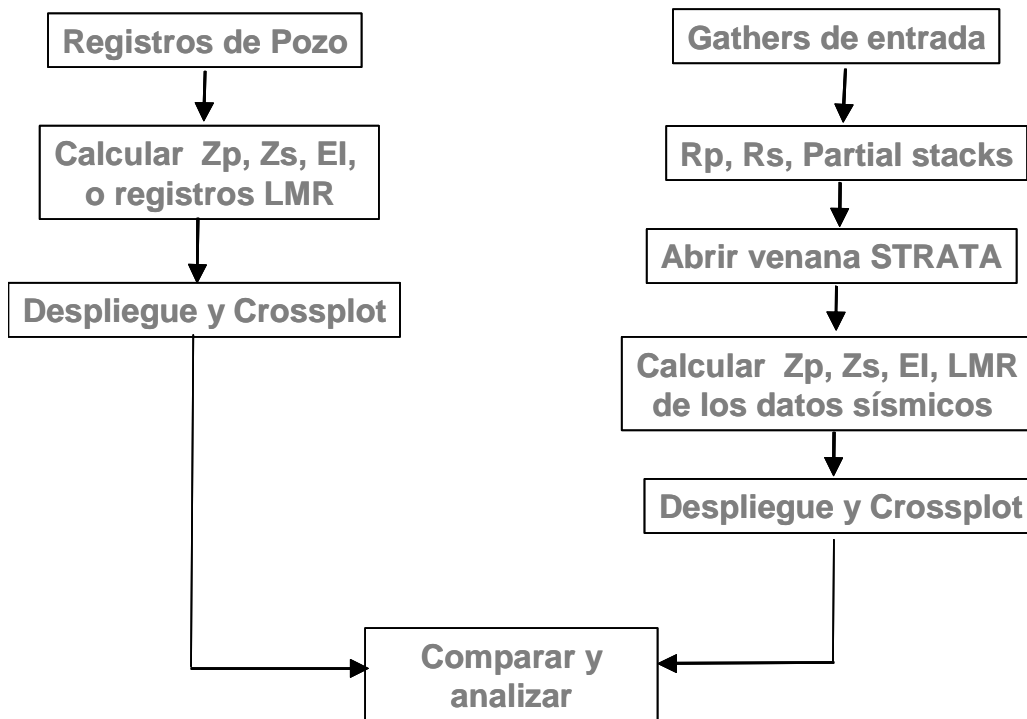 Registros de Pozo
Calcular Zp, Zs, EI,
o registros LMR
Despliegue y Crossplot
Gathers de entrada
Rp, Rs, Partial stacks
Abrir venana STRATA
Calcular Zp, Zs, EI, LMR
de los datos sísmicos
Despliegue y Crossplot
Comparar y
analizar